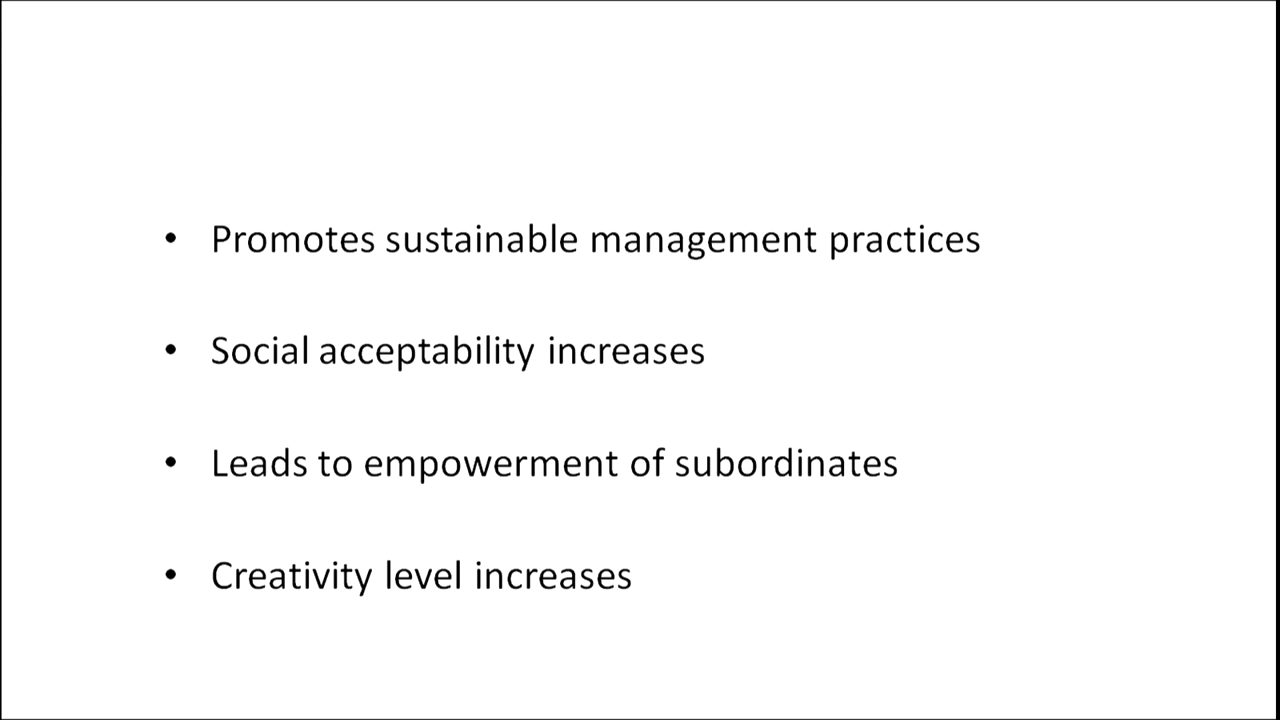 • Promotes sustainable management practices
• Social acceptability increases
• Leads to empowerment of subordinates
• Creativity level increases